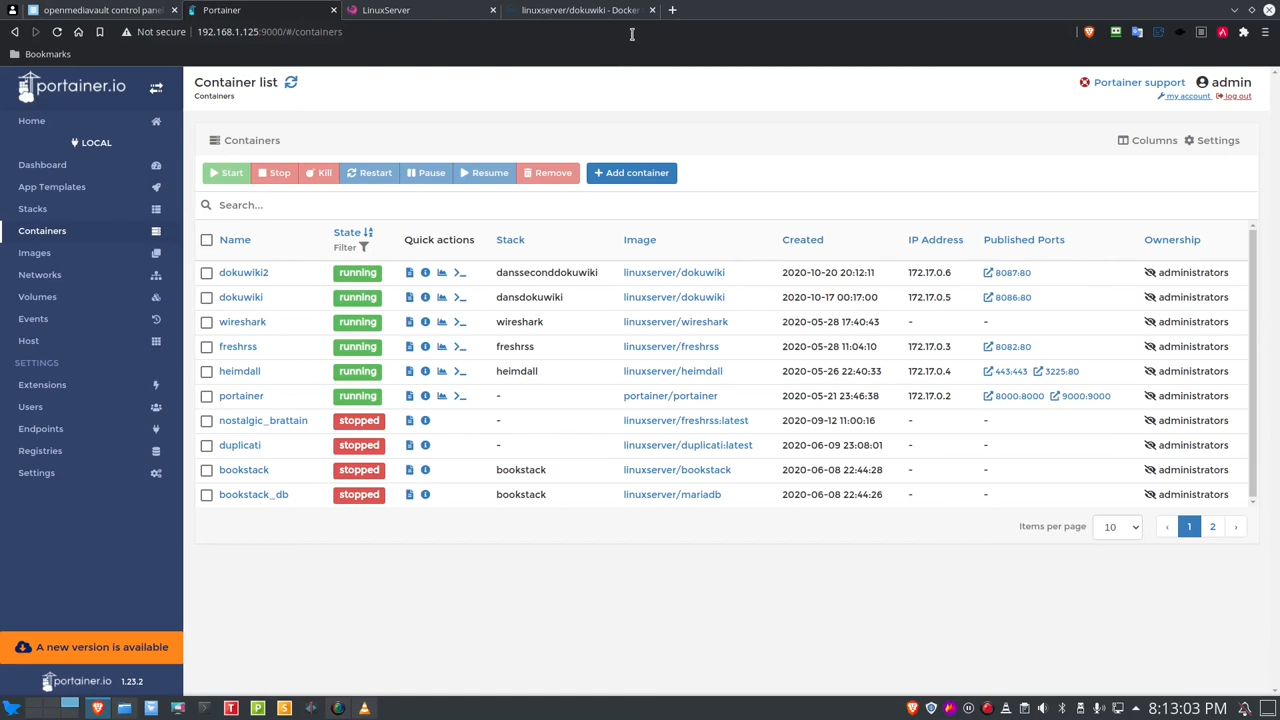 openmediavault control panel Portainer LinuxServer linuxserver/dokuwiki - Docker
Not secure 192.168.1.125:9000/#/containers
Bookmarks
portainer.io
Home
LOCAL
Dashboard
App Templates
Stacks
Containers
Images
Networks
Volumes
Events
Host
SETTINGS
Extensions
Users
Endpoints
Registries
Settings
A new version is available
portainer.io 1.23.2
Container list
Containers
Portainer support admin
my account log out
Containers Columns Settings
Start Stop Kill Restart Pause Resume Remove Add container
Search...
Name State Filter Quick actions Stack Image Created IP Address Published Ports Ownership
dokuwiki2 running dansseconddokuwiki linuxserver/dokuwiki 2020-10-20 20:12:11 172.17.0.6 8087:80 administrators
dokuwiki running dansdokuwiki linuxserver/dokuwiki 2020-10-17 00:17:00 172.17.0.5 8086:80 administrators
wireshark running wireshark linuxserver/wireshark 2020-05-28 17:40:43 - - administrators
freshrss running freshrss linuxserver/freshrss 2020-05-28 11:04:10 172.17.0.3 8082:80 administrators
heimdall running heimdall linuxserver/heimdall 2020-05-26 22:40:33 172.17.0.4 443:443 3225:80 administrators
portainer running - portainer/portainer 2020-05-21 23:46:38 172.17.0.2 8000:8000 9000:9000 administrators
nostalgic_brattain stopped - linuxserver/freshrss:latest 2020-09-12 11:00:16 - - administrators
duplicati stopped - linuxserver/duplicati:latest 2020-06-09 23:08:01 - - administrators
bookstack stopped bookstack linuxserver/bookstack 2020-06-08 22:44:28 - - administrators
bookstack_db stopped bookstack linuxserver/mariadb 2020-06-08 22:44:26 - - administrators
Items per page 10 ‹ 1 2 ›
T P S 8:13:03 PM